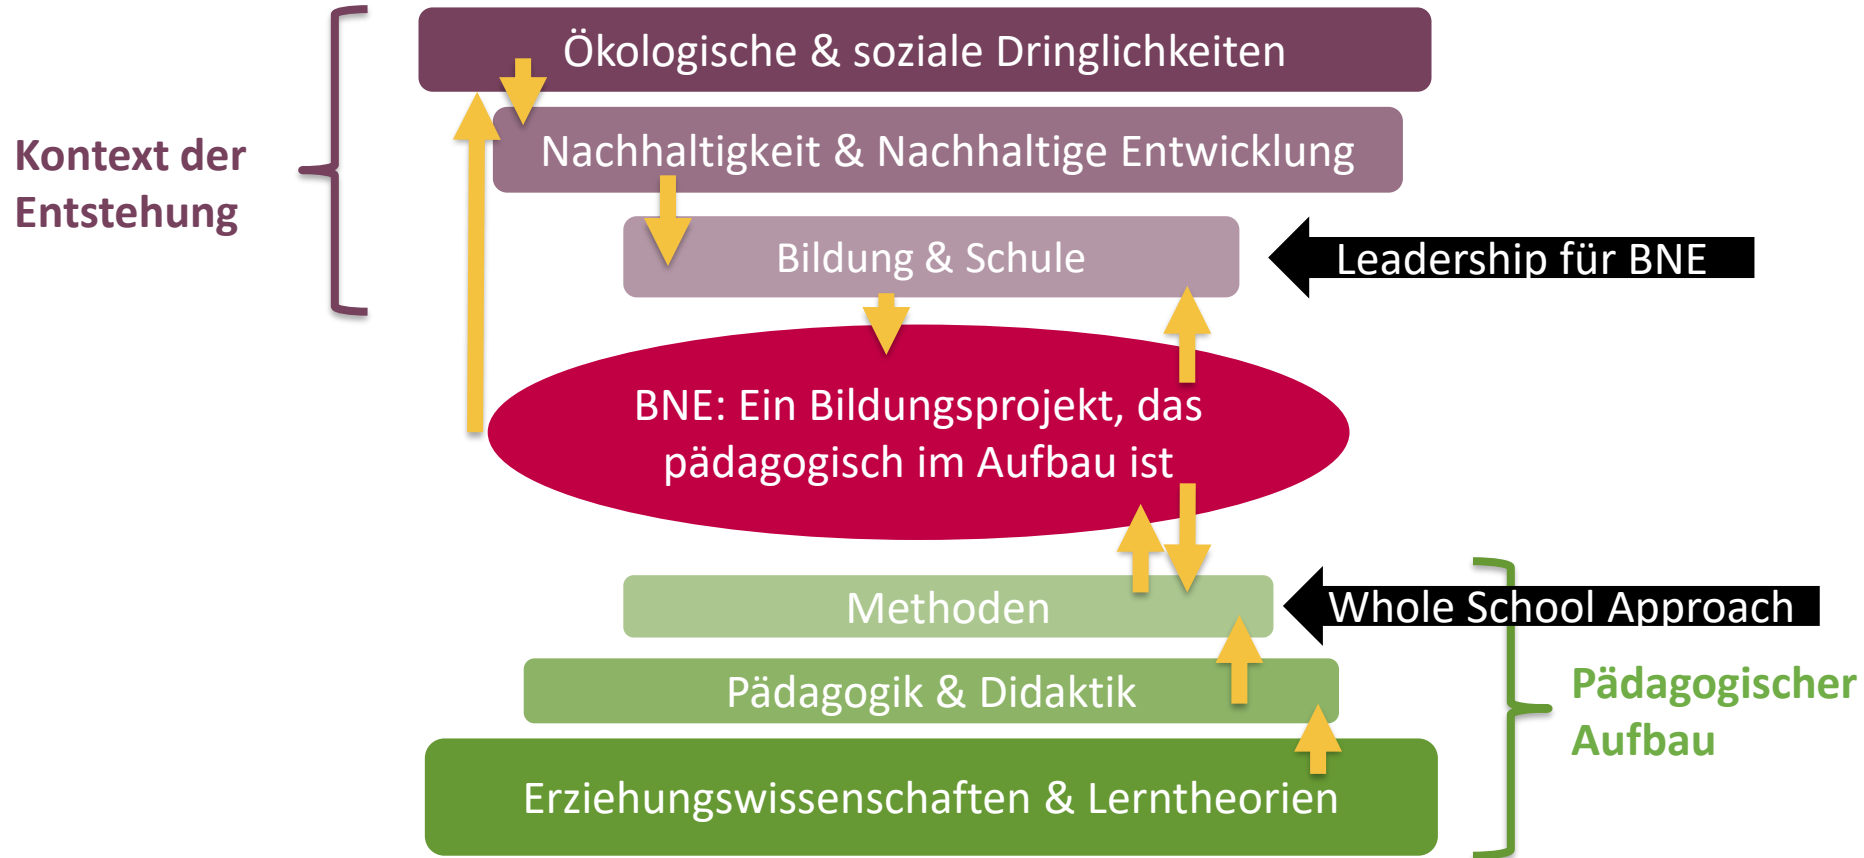 Ökologische & soziale Dringlichkeiten
Nachhaltigkeit & Nachhaltige Entwicklung
Kontext der
Entstehung
Bildung & Schule
Leadership für BNE
BNE: Ein Bildungsprojekt, das
pädagogisch im Aufbau ist
Methoden
Whole School Approach
Pädagogik & Didaktik
Pädagogischer
Aufbau
Erziehungswissenschaften & Lerntheorien